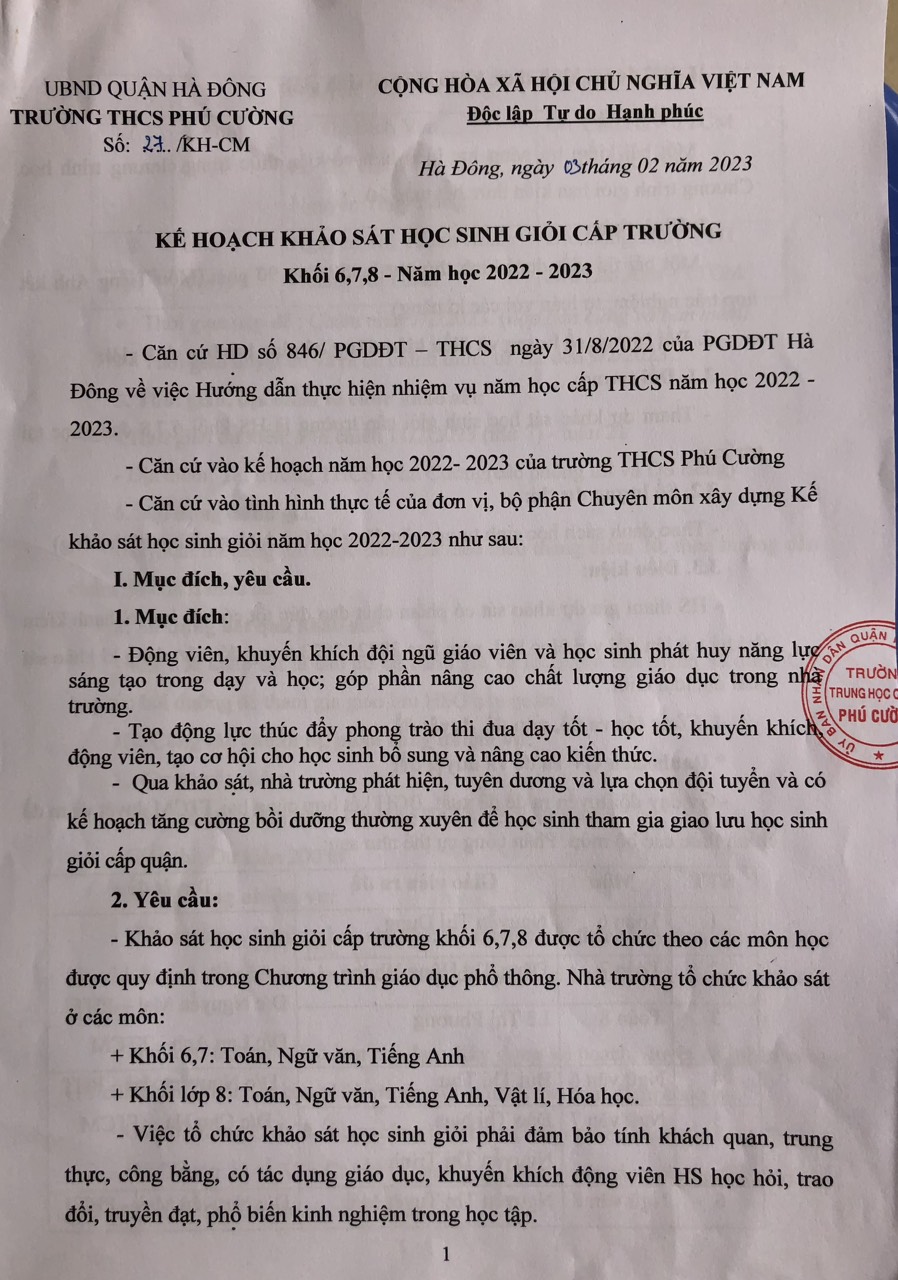 UBND QUẬN HÀ ĐÔNG
TRƯỜNG THCS PHÚ CƯỜNG
Số: 27../KH-CM
CỘNG HÒA XÃ HỘI CHỦ NGHĨA VIỆT NAM
Độc lập Tự do Hạnh phúc
Hà Đông, ngày 03tháng 02 năm 2023
KẾ HOẠCH KHẢO SÁT HỌC SINH GIỎI CẤP TRƯỜNG
Khối 6,7,8 - Năm học 2022 - 2023
- Căn cứ HD số 846/ PGDĐT – THCS ngày 31/8/2022 của PGDĐT Hà
Đông về việc Hướng dẫn thực hiện nhiệm vụ năm học cấp THCS năm học 2022 -
2023.
- Căn cứ vào kế hoạch năm học 2022- 2023 của trường THCS Phú Cường
- Căn cứ vào tình hình thực tế của đơn vị, bộ phận Chuyên môn xây dựng Kế
khảo sát học sinh giỏi năm học 2022-2023 như sau:
I. Mục đích, yêu cầu.
1. Mục đích:
- Động viên, khuyến khích đội ngũ giáo viên và học sinh phát huy năng lực
sáng tạo trong dạy và học; góp phần nâng cao chất lượng giáo dục trong nhà
trường.
- Tạo động lực thúc đẩy phong trào thi đua dạy tốt - học tốt, khuyến khích,
động viên, tạo cơ hội cho học sinh bổ sung và nâng cao kiến thức.
- Qua khảo sát, nhà trường phát hiện, tuyên dương và lựa chọn đội tuyển và có
kế hoạch tăng cường bồi dưỡng thường xuyên để học sinh tham gia giao lưu học sinh
giỏi cấp quận.
2. Yêu cầu:
- Khảo sát học sinh giỏi cấp trường khối 6,7,8 được tổ chức theo các môn học
được quy định trong Chương trình giáo dục phổ thông. Nhà trường tổ chức khảo sát
ở các môn:
+ Khối 6,7: Toán, Ngữ văn, Tiếng Anh
+ Khối lớp 8: Toán, Ngữ văn, Tiếng Anh, Vật lí, Hóa học.
- Việc tổ chức khảo sát học sinh giỏi phải đảm bảo tính khách quan, trung
thực, công bằng, có tác dụng giáo dục, khuyến khích động viên HS học hỏi, trao
đổi, truyền đạt, phổ biến kinh nghiệm trong học tập.
1
ỦY BAN NHÂN DÂN QUẬN
TRƯỜN
TRUNG HỌC C
PHÚ CƯỜ